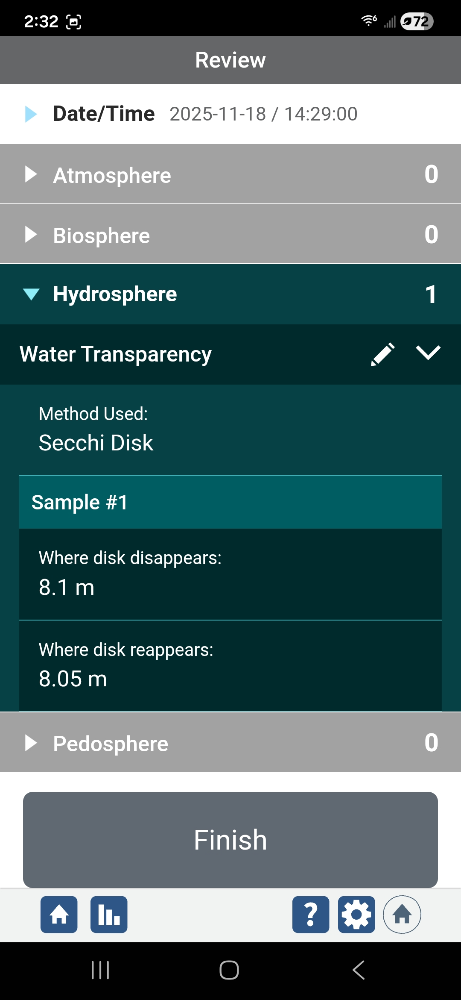 2:32 6 72
Review
Date/Time 2025-11-18 / 14:29:00
Atmosphere 0
Biosphere 0
Hydrosphere 1
Water Transparency
Method Used:
Secchi Disk
Sample #1
Where disk disappears:
8.1 m
Where disk reappears:
8.05 m
Pedosphere 0
Finish
?